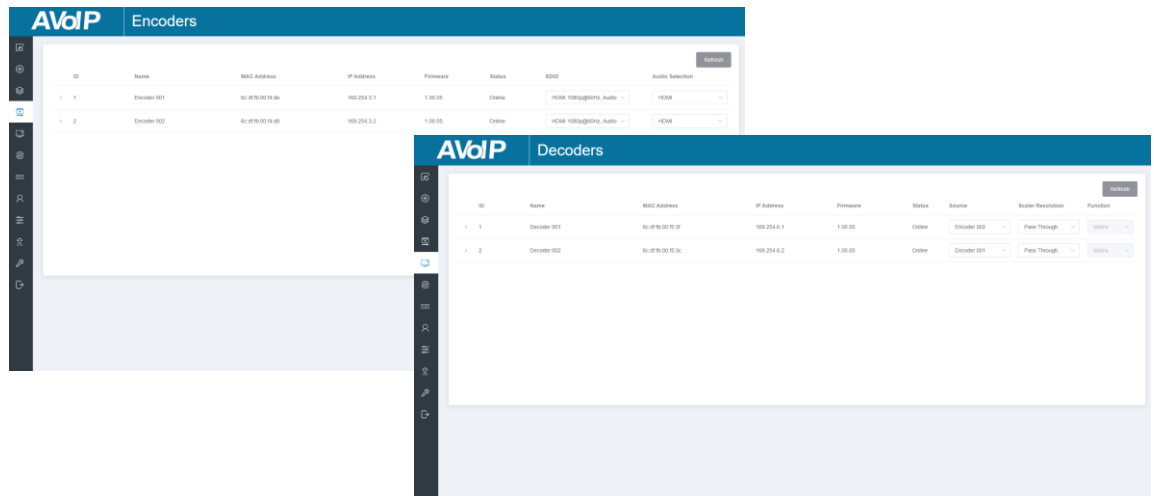 AVoIP Encoders
Refresh
ID Name MAC Address IP Address Firmware Status EDID Audio Selection
1 Encoder 001 6c:df:fb:00:f4:de 169.254.3.1 1.00.05 Online HDMI 1080p@60Hz, Audio HDMI
2 Encoder 002 6c:df:fb:00:f4:d8 169.254.3.2 1.00.05 Online HDMI 1080p@60Hz, Audio HDMI
AVoIP Decoders
Refresh
ID Name MAC Address IP Address Firmware Status Source Scaler Resolution Function
1 Decoder 001 6c:df:fb:00:f5:3f 169.254.6.1 1.00.05 Online Encoder 002 Pass Through Matrix
2 Decoder 002 6c:df:fb:00:f5:3c 169.254.6.2 1.00.05 Online Encoder 001 Pass Through Matrix